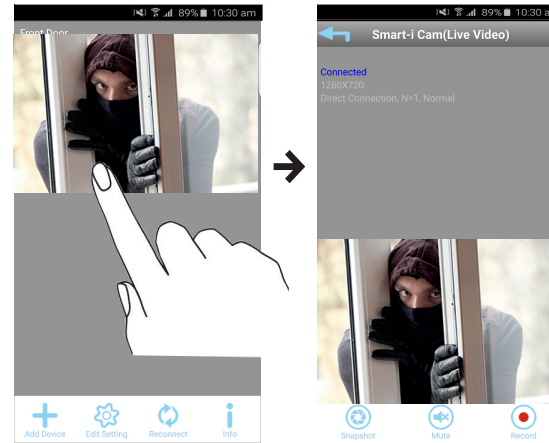 89% 10:30 am
Front Door
Add Device
Edit Setting
Reconnect
Info
89% 10:30 a
Smart-i Cam(Live Video)
Connected
1280X720
Direct Connection, N=1, Normal
Snapshot
Mute
Record